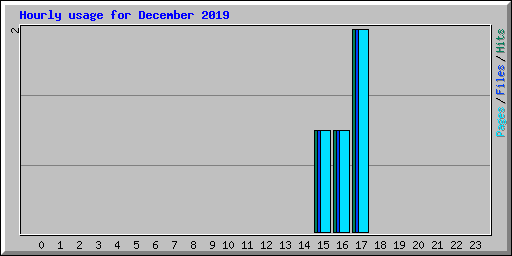 Hourly usage for December 2019
2
Pages/Files/Hits
0 1 2 3 4 5 6 7 8 9 10 11 12 13 14 15 16 17 18 19 20 21 22 23